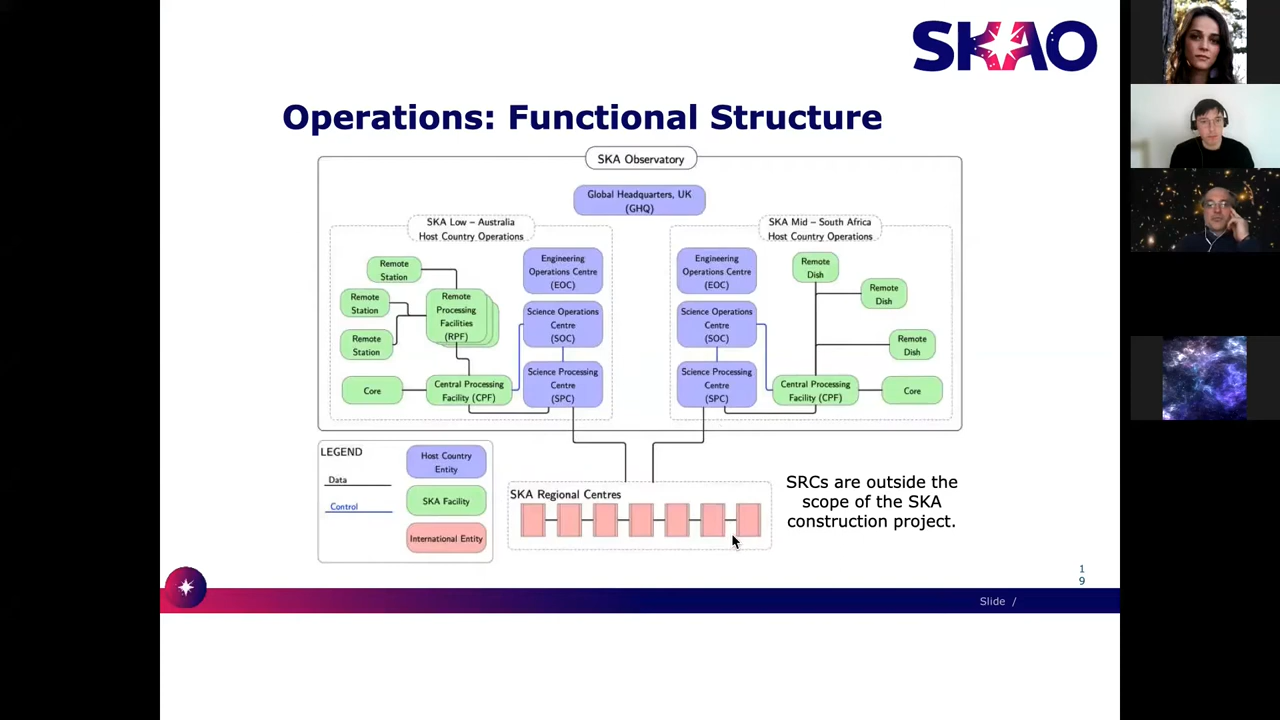 SKAO
Operations: Functional Structure
SKA Observatory
Global Headquarters, UK
(GHQ)
SKA Low – Australia
Host Country Operations
Remote
Station
Remote
Station
Remote
Station
Remote
Processing
Facilities
(RPF)
Core
Central Processing
Facility (CPF)
Engineering
Operations Centre
(EOC)
Science Operations
Centre
(SOC)
Science Processing
Centre
(SPC)
SKA Mid – South Africa
Host Country Operations
Engineering
Operations Centre
(EOC)
Science Operations
Centre
(SOC)
Science Processing
Centre
(SPC)
Remote
Dish
Remote
Dish
Remote
Dish
Central Processing
Facility (CPF)
Core
LEGEND
Data
Control
Host Country
Entity
SKA Facility
International Entity
SKA Regional Centres
SRCs are outside the
scope of the SKA
construction project.
1
9
Slide /